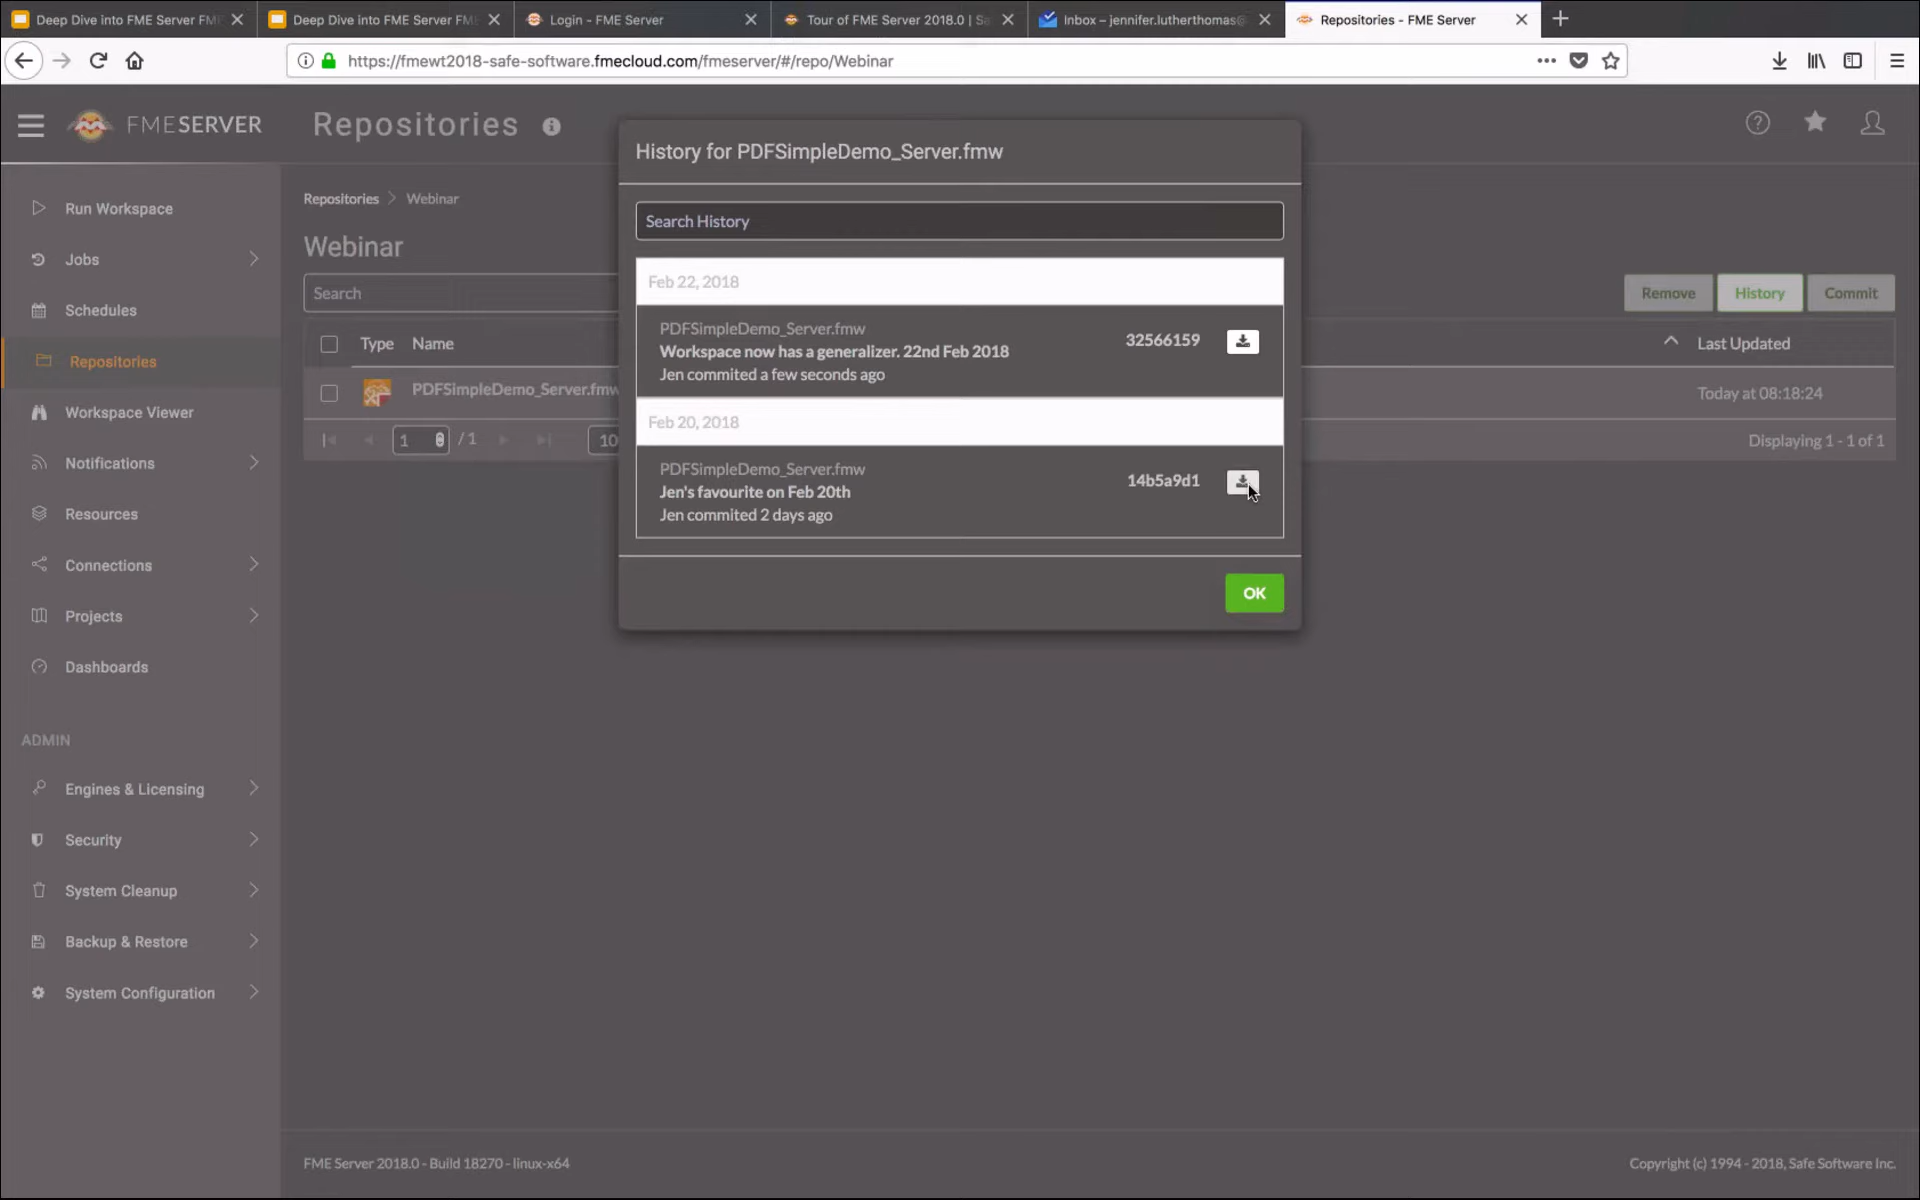 Deep Dive into FME Server FME
Deep Dive into FME Server FME
Login - FME Server
Tour of FME Server 2018.0 | Sa
Inbox – jennifer.lutherthomas@
Repositories - FME Server
https://fmewt2018-safe-software.fmecloud.com/fmeserver/#/repo/Webinar
FMESERVER
Repositories
History for PDFSimpleDemo_Server.fmw
Search History
Feb 22, 2018
PDFSimpleDemo_Server.fmw
Workspace now has a generalizer. 22nd Feb 2018
Jen commited a few seconds ago
32566159
Feb 20, 2018
PDFSimpleDemo_Server.fmw
Jen's favourite on Feb 20th
Jen commited 2 days ago
14b5a9d1
OK
Run Workspace
Jobs
Schedules
Repositories
Workspace Viewer
Notifications
Resources
Connections
Projects
Dashboards
ADMIN
Engines & Licensing
Security
System Cleanup
Backup & Restore
System Configuration
Repositories > Webinar
Webinar
Search
Remove
History
Commit
Type Name
Last Updated
PDFSimpleDemo_Server.fmw
Today at 08:18:24
1 / 1
10
Displaying 1 - 1 of 1
FME Server 2018.0 - Build 18270 - linux-x64
Copyright (c) 1994 - 2018, Safe Software Inc.